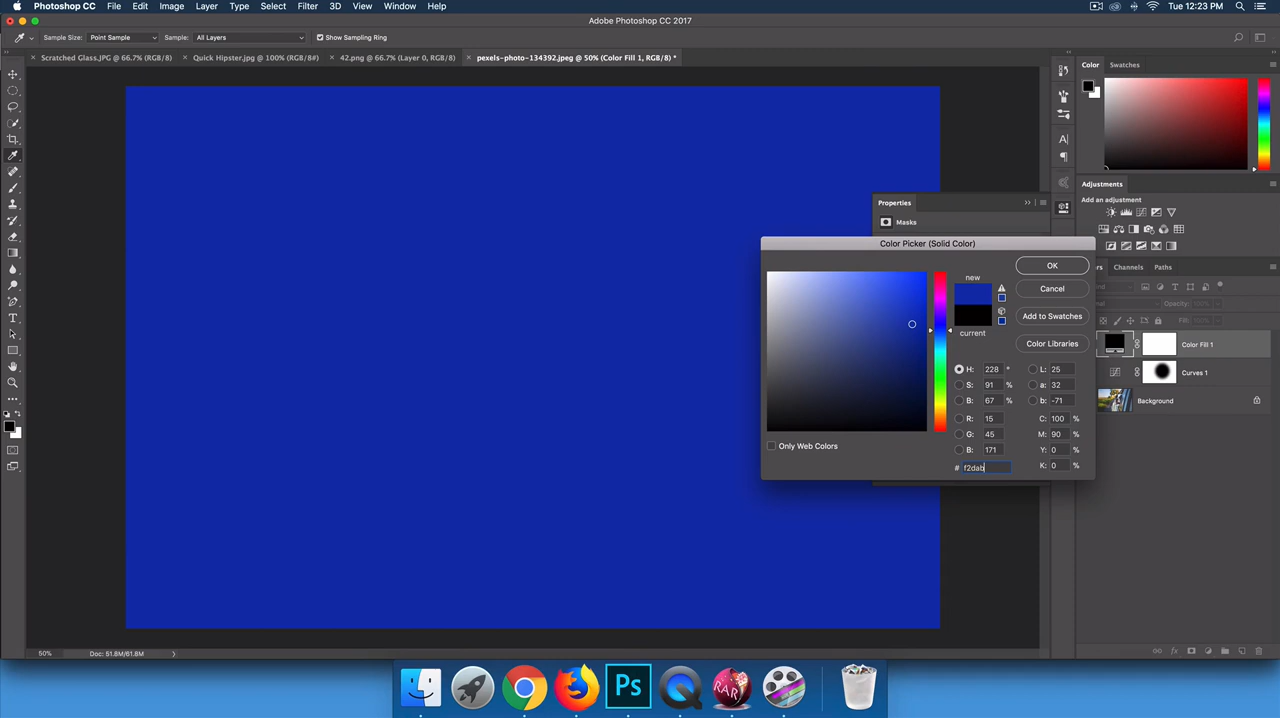 Photoshop CC File Edit Image Layer Type Select Filter 3D View Window Help Tue 12:23 PM
Adobe Photoshop CC 2017
Sample Size: Point Sample Sample: All Layers Show Sampling Ring
Scratched Glass.JPG @ 66.7% (RGB/8) Quick Hipster.jpg @ 100% (RGB/8#) 42.png @ 66.7% (Layer 0, RGB/8) pexels-photo-134392.jpeg @ 50% (Color Fill 1, RGB/8) *
Color Swatches
Adjustments
Add an adjustment
Properties
Masks
Color Picker (Solid Color)
new
current
OK
Cancel
Add to Swatches
Color Libraries
H: 228 ° L: 25
S: 91 % a: 32
B: 67 % b: -71
R: 15 C: 100 %
G: 45 M: 90 %
B: 171 Y: 0 %
# f2dab K: 0 %
Only Web Colors
Channels Paths
Opacity:
Color Fill 1
Curves 1
Background
50% Doc: 51.8M/61.8M
Ps
RAR